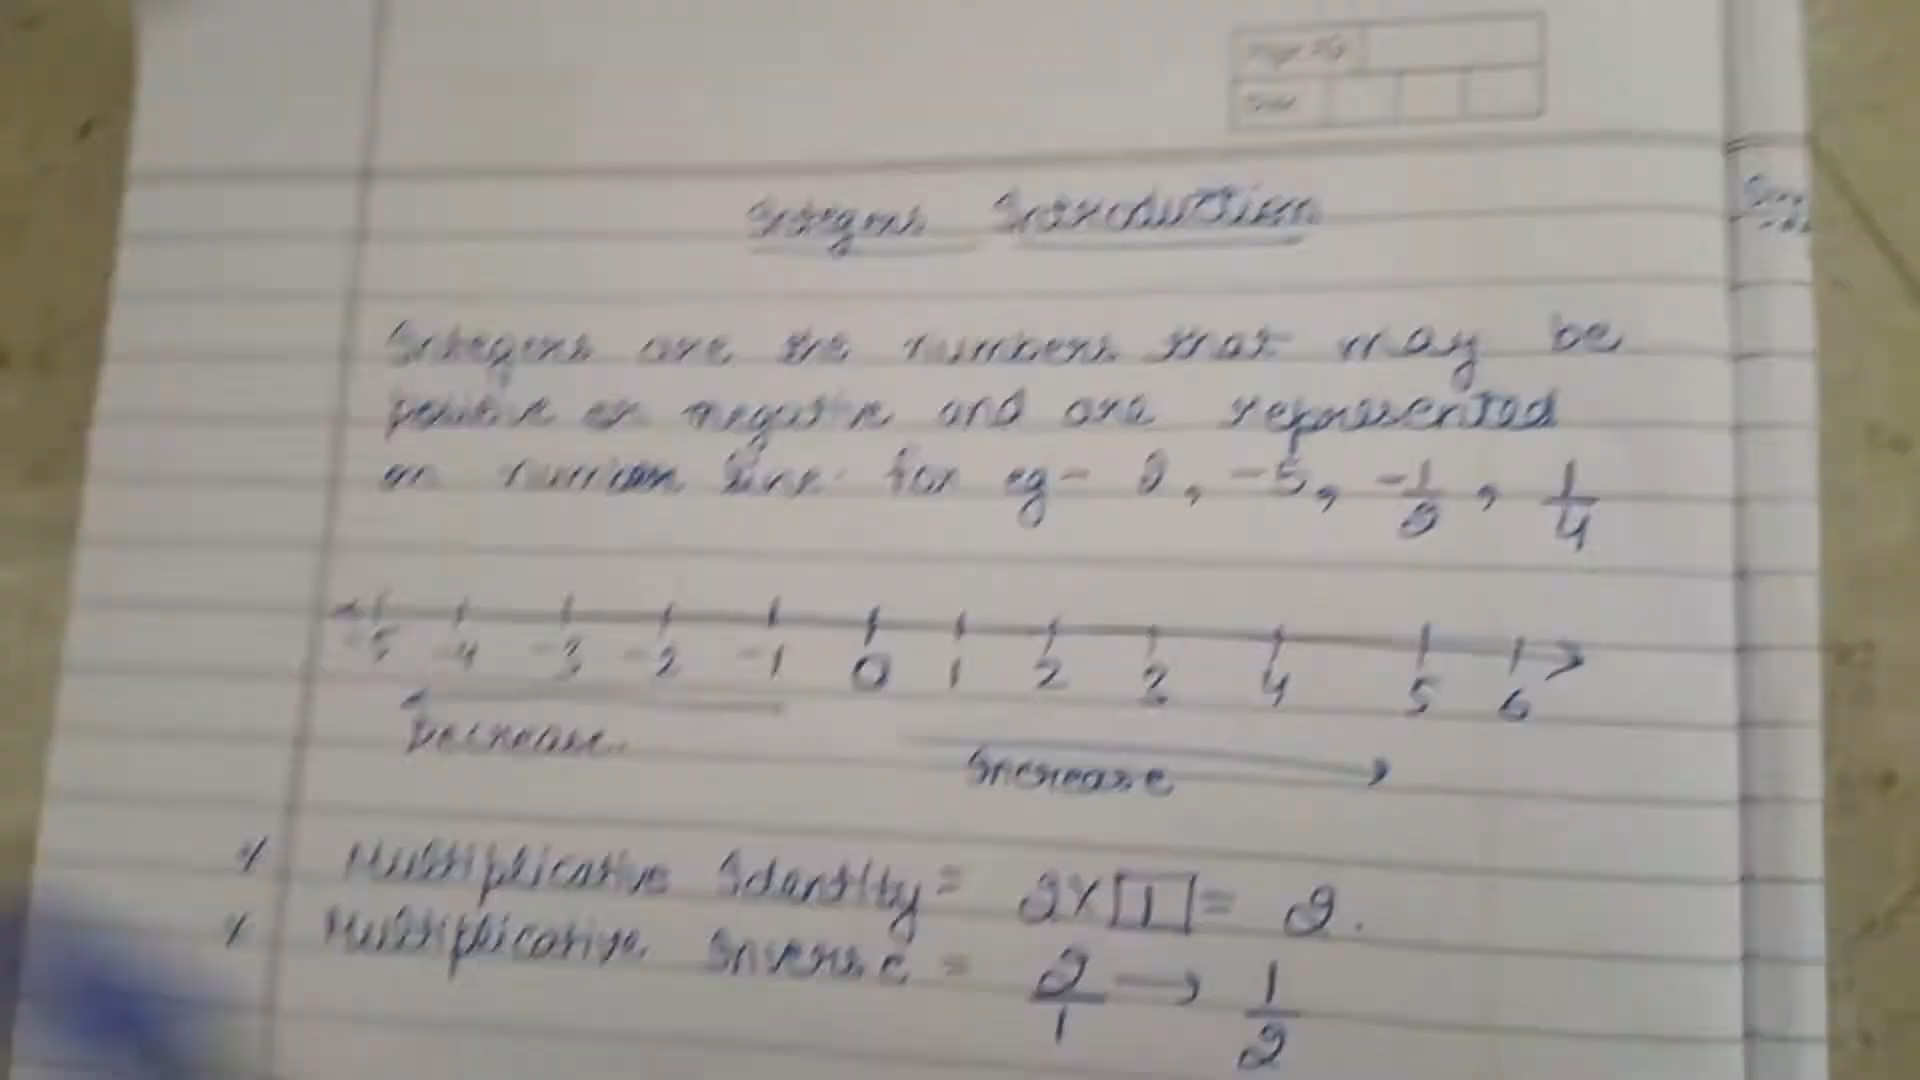 Integers Introduction
Integers are the numbers that may be
positive or negative and are represented
on number line for eg - 2, -5, -1/2, 1/4
-5 -4 -3 -2 -1 0 1 2 3 4 5 6
Decrease
Increase
Multiplicative Identity = 2 × 1 = 2.
Multiplicative Inverse = 2/1 → 1/2